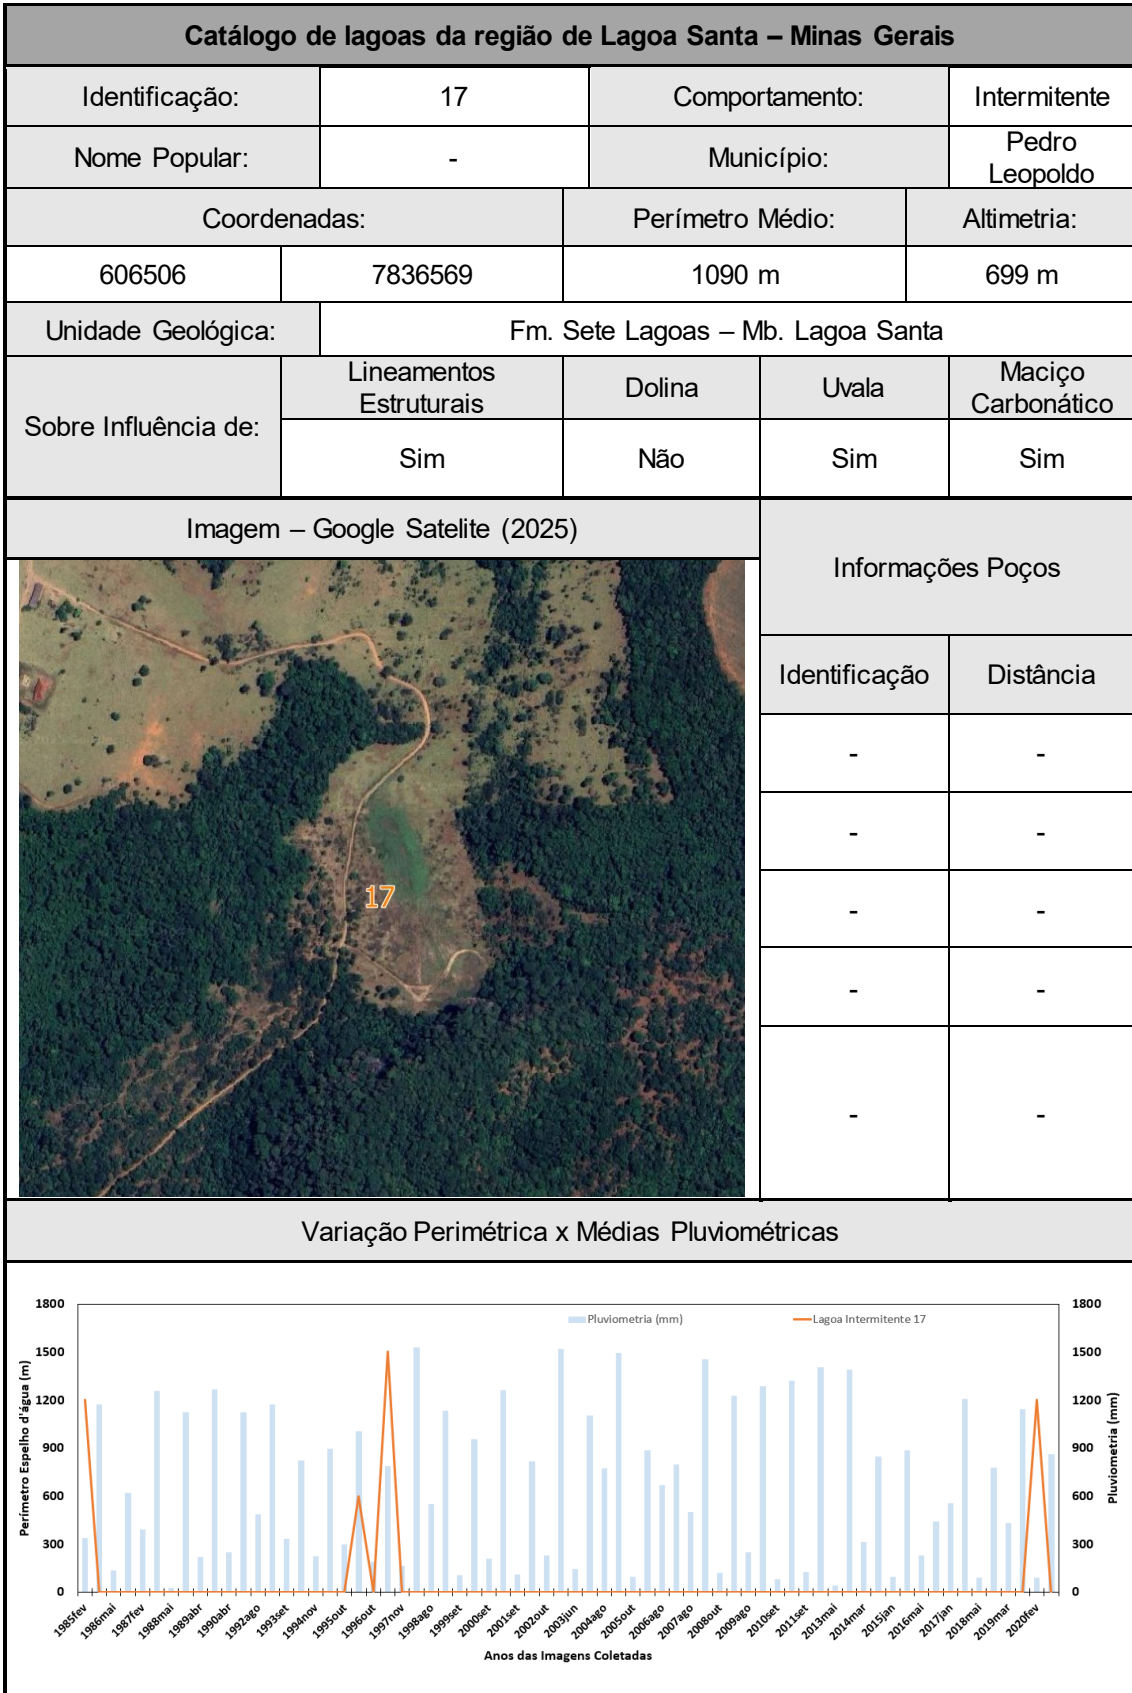 Catálogo de lagoas da região de Lagoa Santa – Minas Gerais
Identificação: 17 Comportamento: Intermitente
Nome Popular: - Município: Pedro Leopoldo
Coordenadas: Perímetro Médio: Altimetria:
606506 7836569 1090 m 699 m
Unidade Geológica: Fm. Sete Lagoas – Mb. Lagoa Santa
Sobre Influência de: Lineamentos Estruturais Dolina Uvala Maciço Carbonático
Sim Não Sim Sim
Imagem – Google Satelite (2025)
Informações Poços
Identificação Distância
- -
- -
- -
- -
- -
17
Variação Perimétrica x Médias Pluviométricas
Pluviometria (mm) Lagoa Intermitente 17
Perímetro Espelho d'água (m)
1800
1500
1200
900
600
300
0
1800
1500
1200
900
600
300
0
Pluviometria (mm)
1985fev 1986mai 1987fev 1988mai 1989abr 1990abr 1992ago 1993set 1994nov 1995out 1996out 1997nov 1998ago 1999set 2000set 2001set 2002out 2003jun 2004ago 2005out 2006ago 2007ago 2008out 2009ago 2010set 2011set 2013mai 2014mar 2015jan 2016mai 2017jan 2018mai 2019mar 2020fev
Anos das Imagens Coletadas